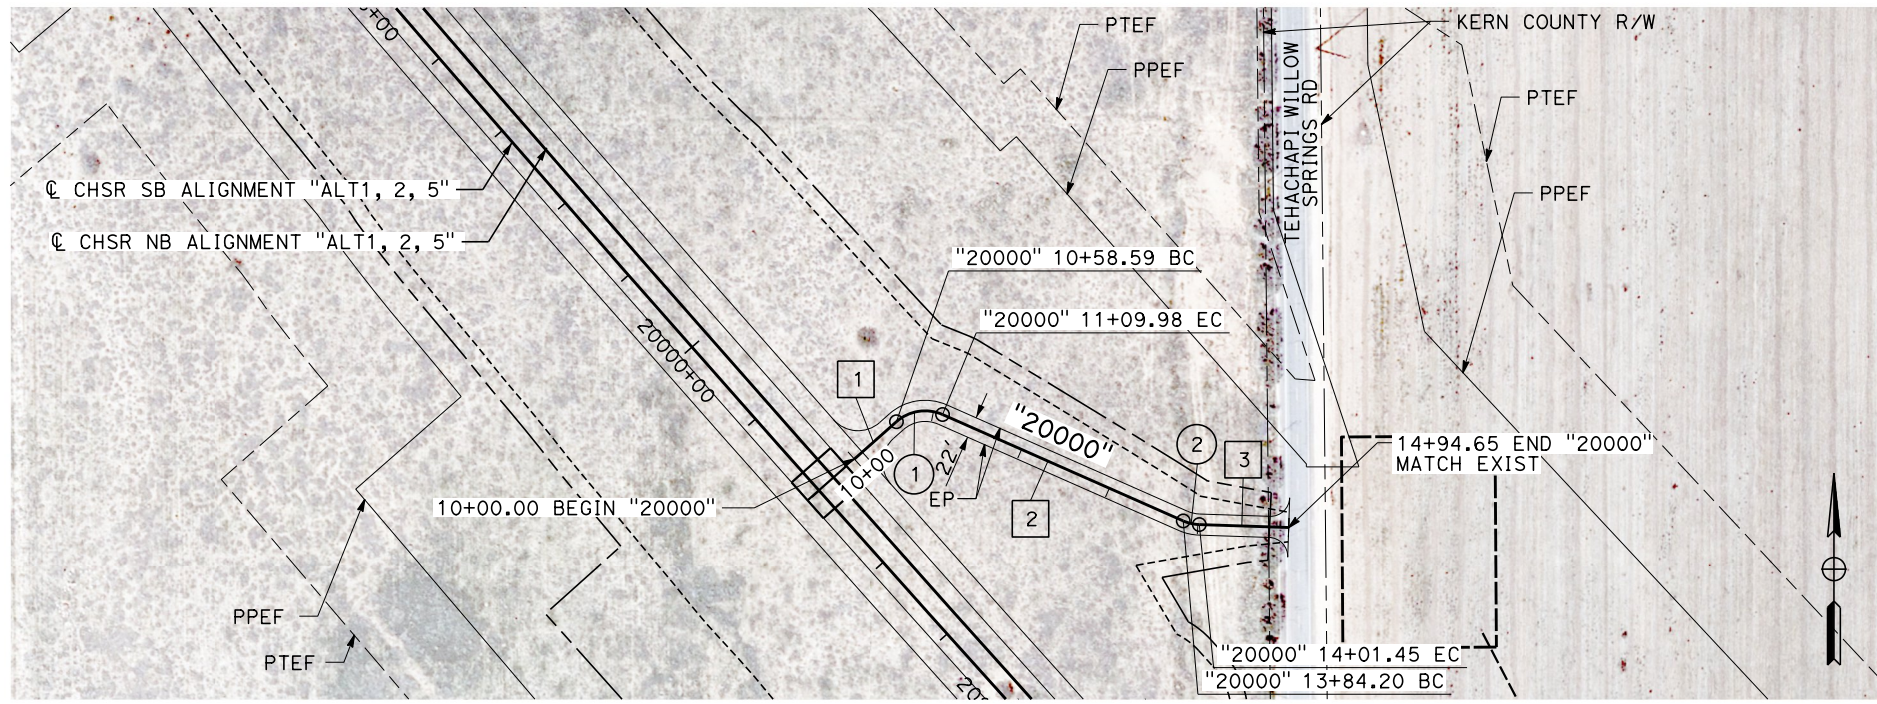 PTEF
KERN COUNTY R/W
PPEF
PTEF
TEHACHAPI WILLOW
SPRINGS RD
℄ CHSR SB ALIGNMENT "ALT1, 2, 5"
PPEF
℄ CHSR NB ALIGNMENT "ALT1, 2, 5"
"20000" 10+58.59 BC
"20000" 11+09.98 EC
20000+00
1
"20000"
2
3
14+94.65 END "20000"
MATCH EXIST
10+00
1
22'
EP
10+00.00 BEGIN "20000"
2
PPEF
PTEF
"20000" 14+01.45 EC
"20000" 13+84.20 BC